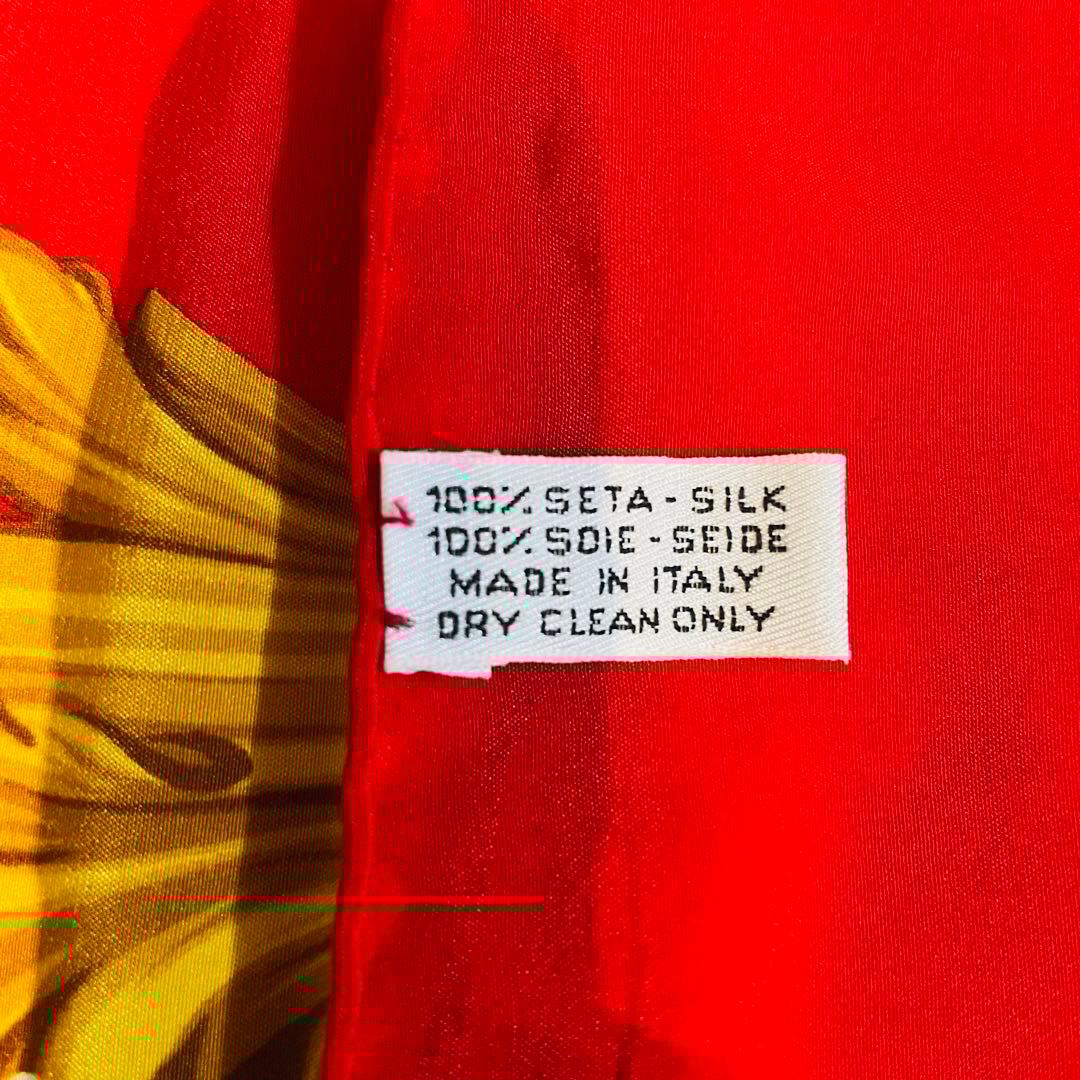 100% SETA - SILK
100% SOIE - SEIDE
MADE IN ITALY
DRY CLEAN ONLY